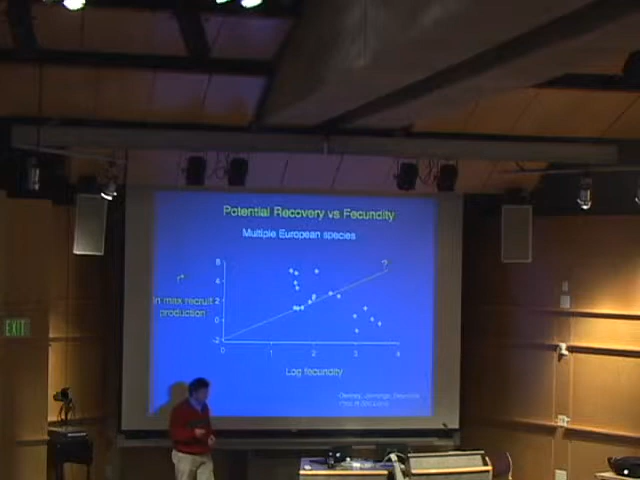 Potential Recovery vs Fecundity
Multiple European species
?
8
6
4
2
0
-2
r*
ln max recruit
production
0 1 2 3 4
Log fecundity
EXIT